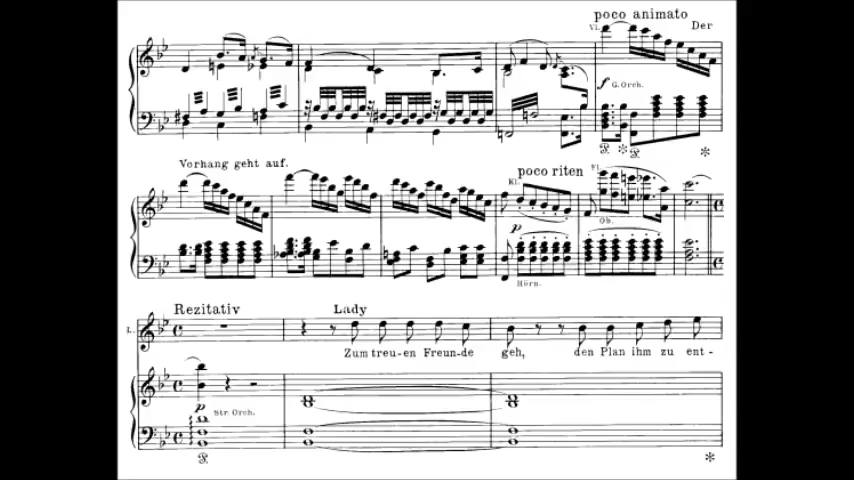 poco animato
Vl.
Der
f G. Orch.
Vorhang geht auf.
poco riten
Kl.
Fl.
p
Ob.
Hörn.
Rezitativ
Lady
L.
Zum treu-en Freun-de geh, den Plan ihm zu ent-
p
Str. Orch.